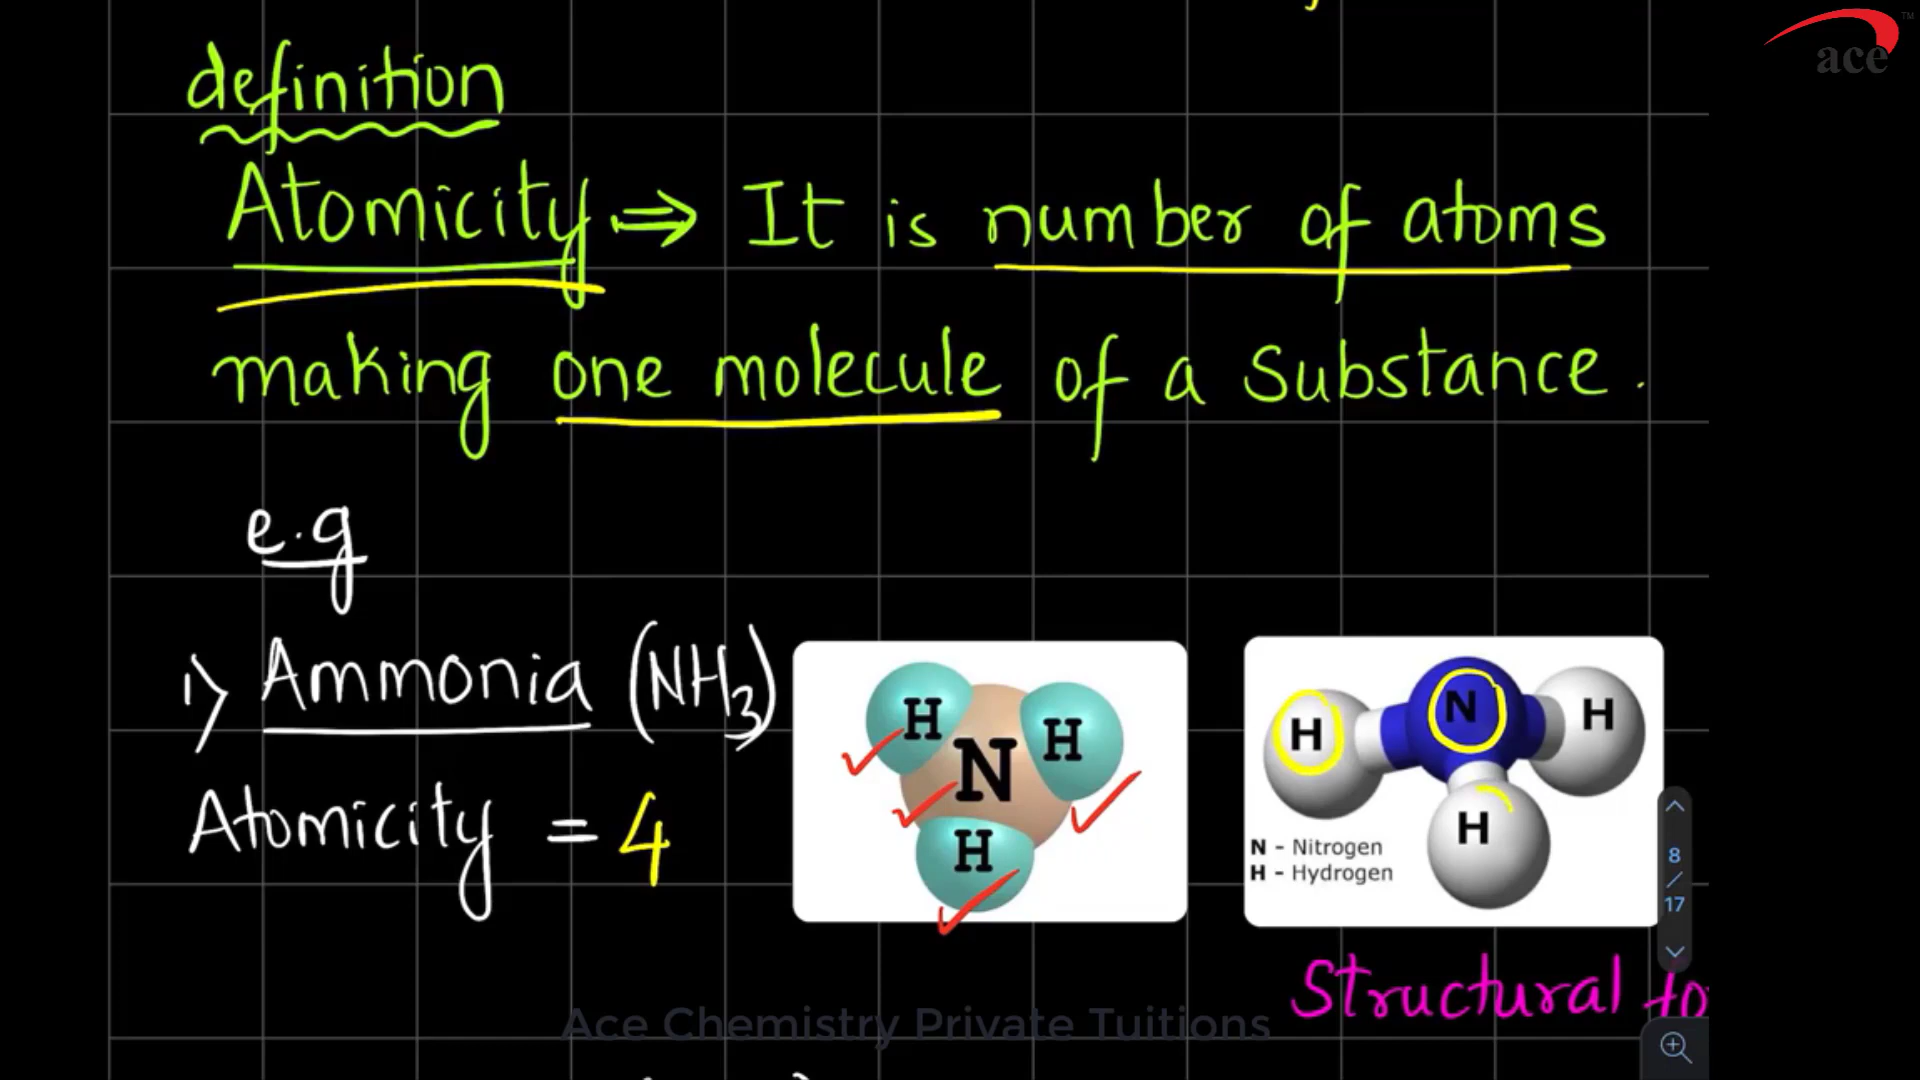 ace
TM
definition
Atomicity ⇒ It is number of atoms
making one molecule of a substance.
e.g
1) Ammonia (NH3)
Atomicity = 4
H
H
N
H
H
N
H
H
N - Nitrogen
H - Hydrogen
8
/
17
Structural fo
Ace Chemistry Private Tuitions